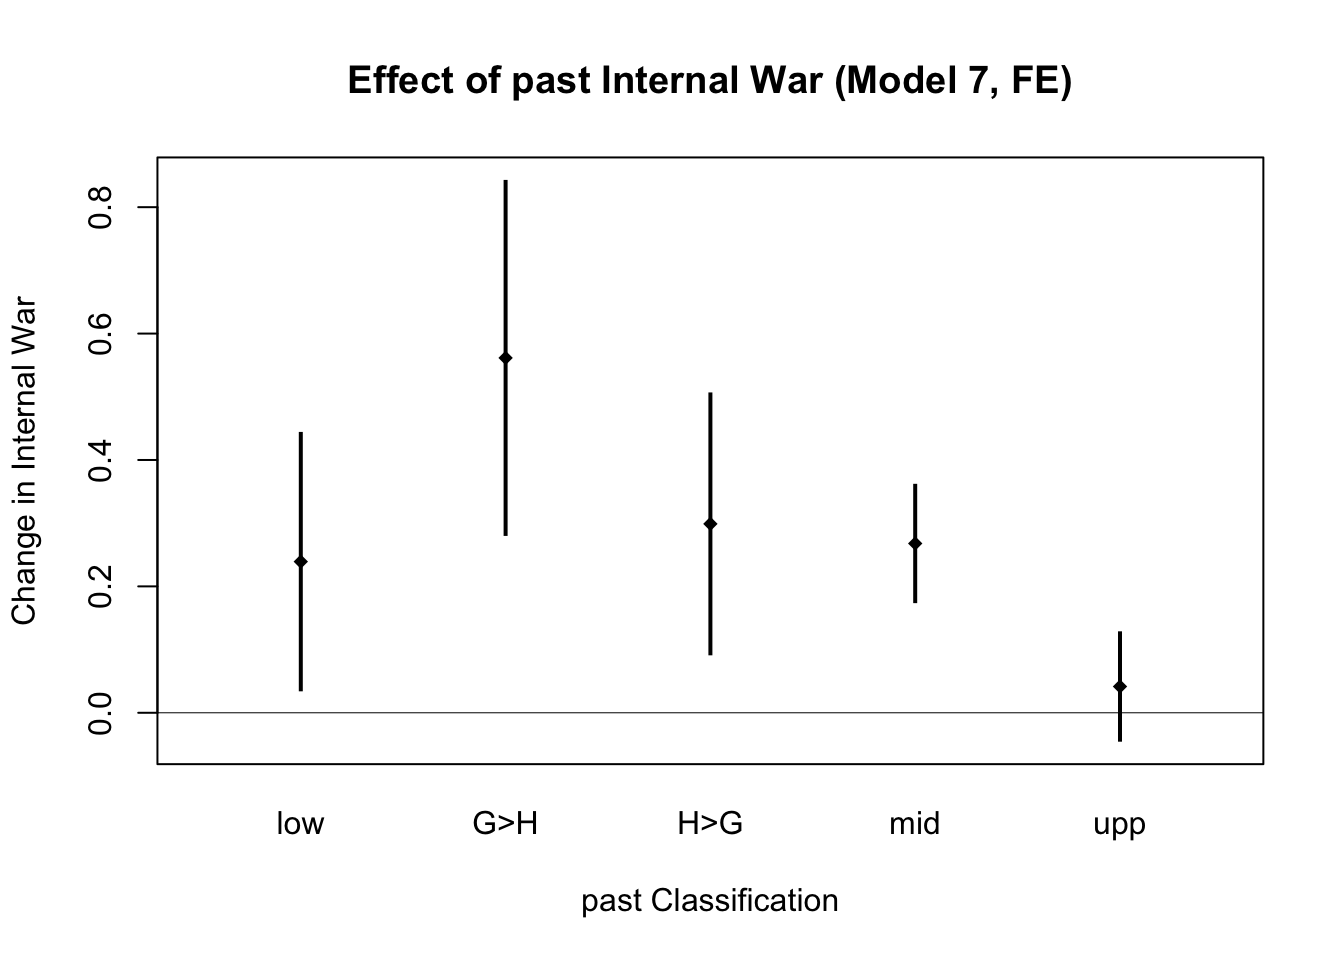 Effect of past Internal War (Model 7, FE)
Change in Internal War
0.8
0.6
0.4
0.2
0.0
low G>H H>G mid upp
past Classification